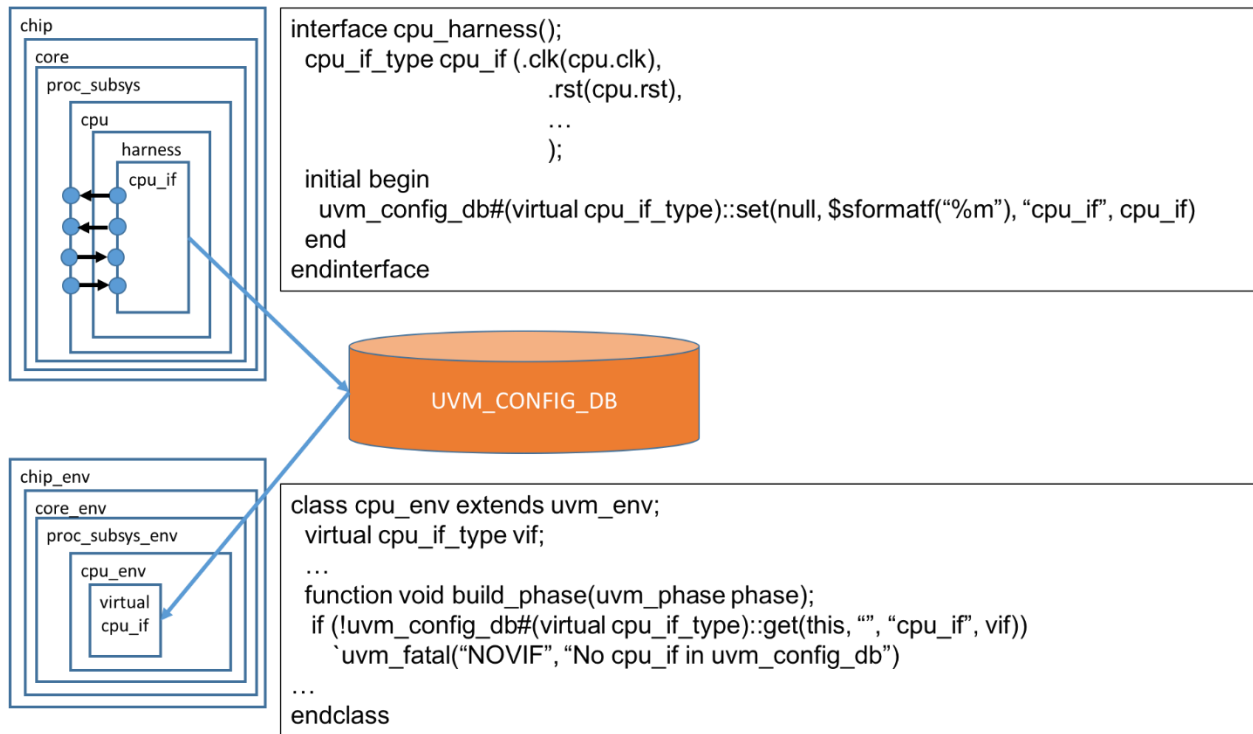 chip
core
proc_subsys
cpu
harness
cpu_if
interface cpu_harness();
cpu_if_type cpu_if (.clk(cpu.clk),
.rst(cpu.rst),
…
);
initial begin
uvm_config_db#(virtual cpu_if_type)::set(null, $sformatf(“%m”), “cpu_if”, cpu_if)
end
endinterface
UVM_CONFIG_DB
chip_env
core_env
proc_subsys_env
cpu_env
virtual
cpu_if
class cpu_env extends uvm_env;
virtual cpu_if_type vif;
…
function void build_phase(uvm_phase phase);
if (!uvm_config_db#(virtual cpu_if_type)::get(this, “”, “cpu_if”, vif))
`uvm_fatal(“NOVIF”, “No cpu_if in uvm_config_db”)
…
endclass